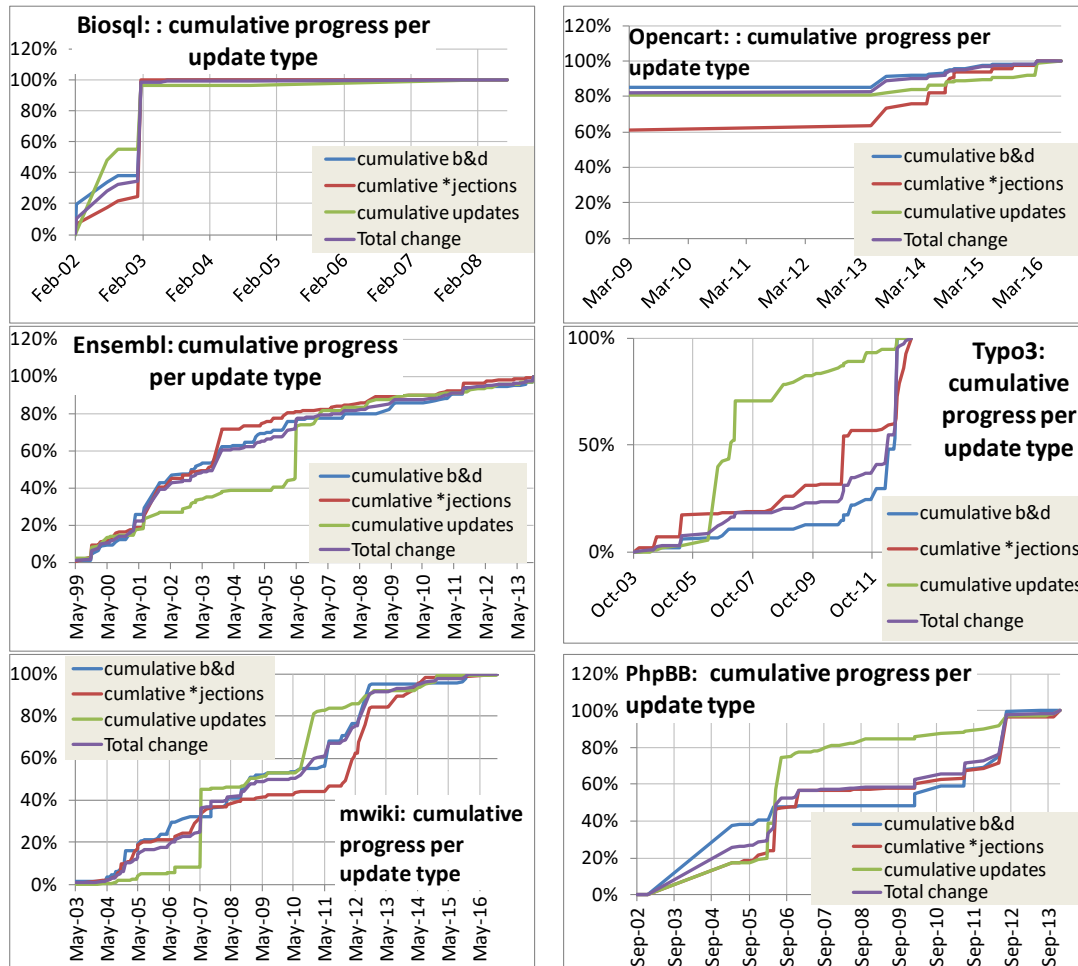 Biosql: : cumulative progress per
update type
120%
100%
80%
60%
40%
20%
0%
cumulative b&d
cumlative *jections
cumulative updates
Total change
Feb-02
Feb-03
Feb-04
Feb-05
Feb-06
Feb-07
Feb-08
Opencart: : cumulative progress per
update type
120%
100%
80%
60%
40%
20%
0%
cumulative b&d
cumlative *jections
cumulative updates
Total change
Mar-09
Mar-10
Mar-11
Mar-12
Mar-13
Mar-14
Mar-15
Mar-16
Ensembl: cumulative progress
per update type
120%
100%
80%
60%
40%
20%
0%
cumulative b&d
cumlative *jections
cumulative updates
Total change
May-99
May-00
May-01
May-02
May-03
May-04
May-05
May-06
May-07
May-08
May-09
May-10
May-11
May-12
May-13
Typo3:
cumulative
progress per
update type
100%
50%
0%
cumulative b&d
cumlative *jections
cumulative updates
Total change
Oct-03
Oct-05
Oct-07
Oct-09
Oct-11
cumulative b&d
cumlative *jections
cumulative updates
Total change
100%
80%
60%
40%
20%
0%
mwiki: cumulative
progress per
update type
May-03
May-04
May-05
May-06
May-07
May-08
May-09
May-10
May-11
May-12
May-13
May-14
May-15
May-16
PhpBB: cumulative progress per
update type
120%
100%
80%
60%
40%
20%
0%
cumulative b&d
cumlative *jections
cumulative updates
Total change
Sep-02
Sep-03
Sep-04
Sep-05
Sep-06
Sep-07
Sep-08
Sep-09
Sep-10
Sep-11
Sep-12
Sep-13